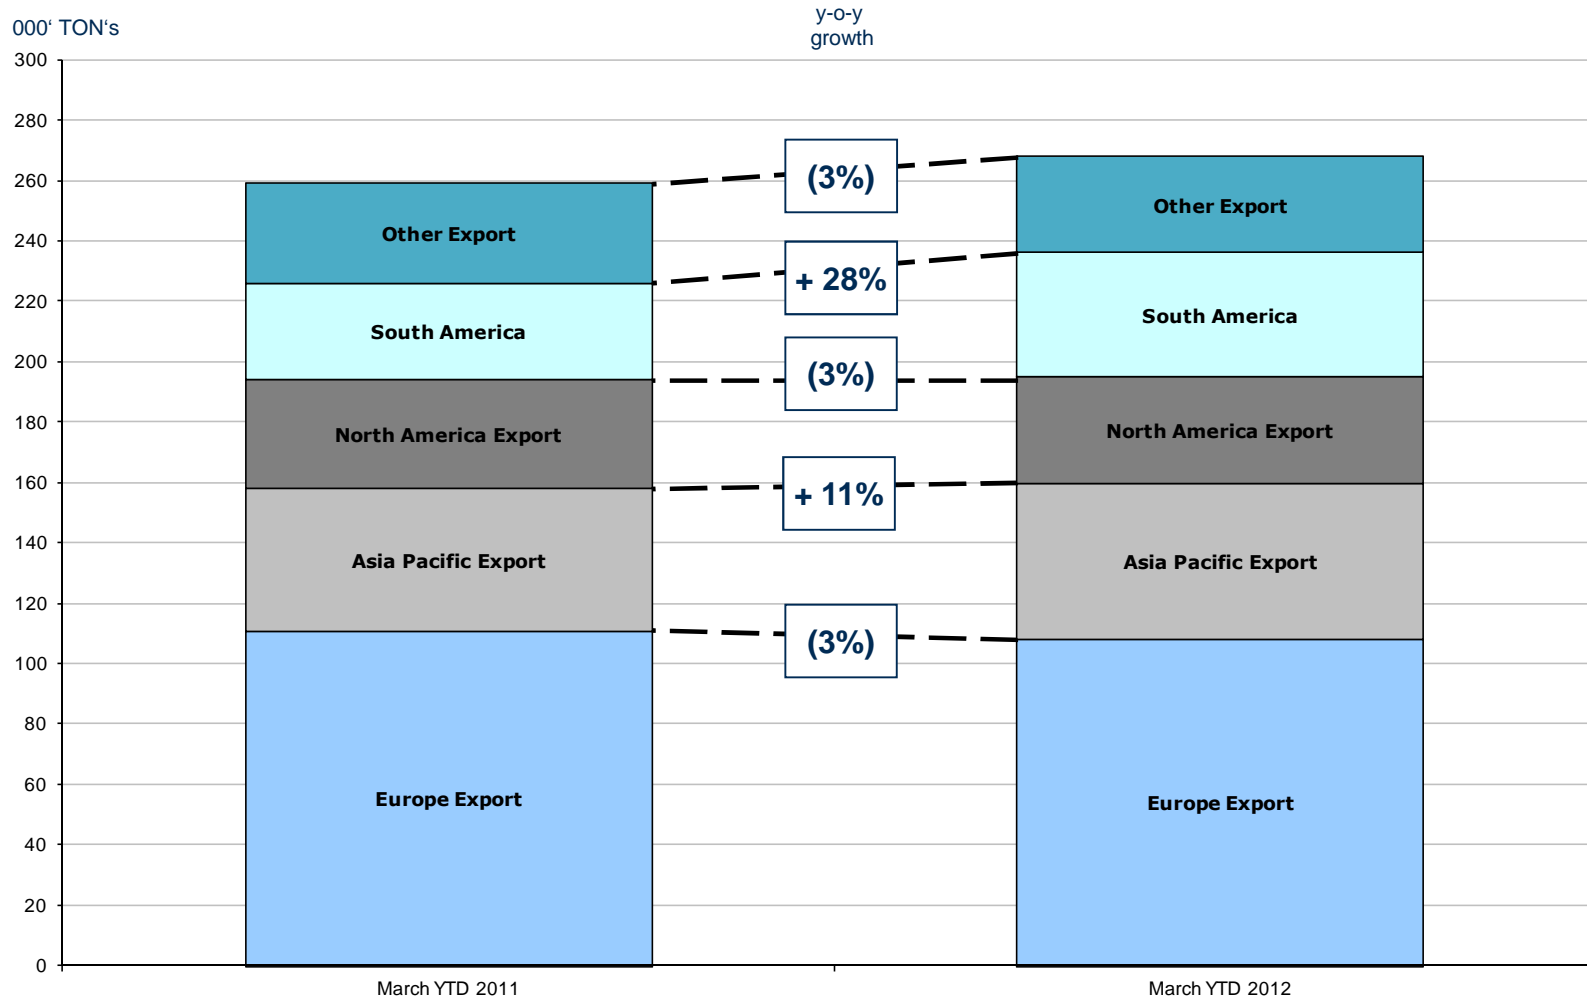 000‘ TON‘s
y-o-y
growth
300
280
260
240
220
200
180
160
140
120
100
80
60
40
20
0
Other Export
South America
North America Export
Asia Pacific Export
Europe Export
(3%)
+ 28%
(3%)
+ 11%
(3%)
Other Export
South America
North America Export
Asia Pacific Export
Europe Export
March YTD 2011
March YTD 2012